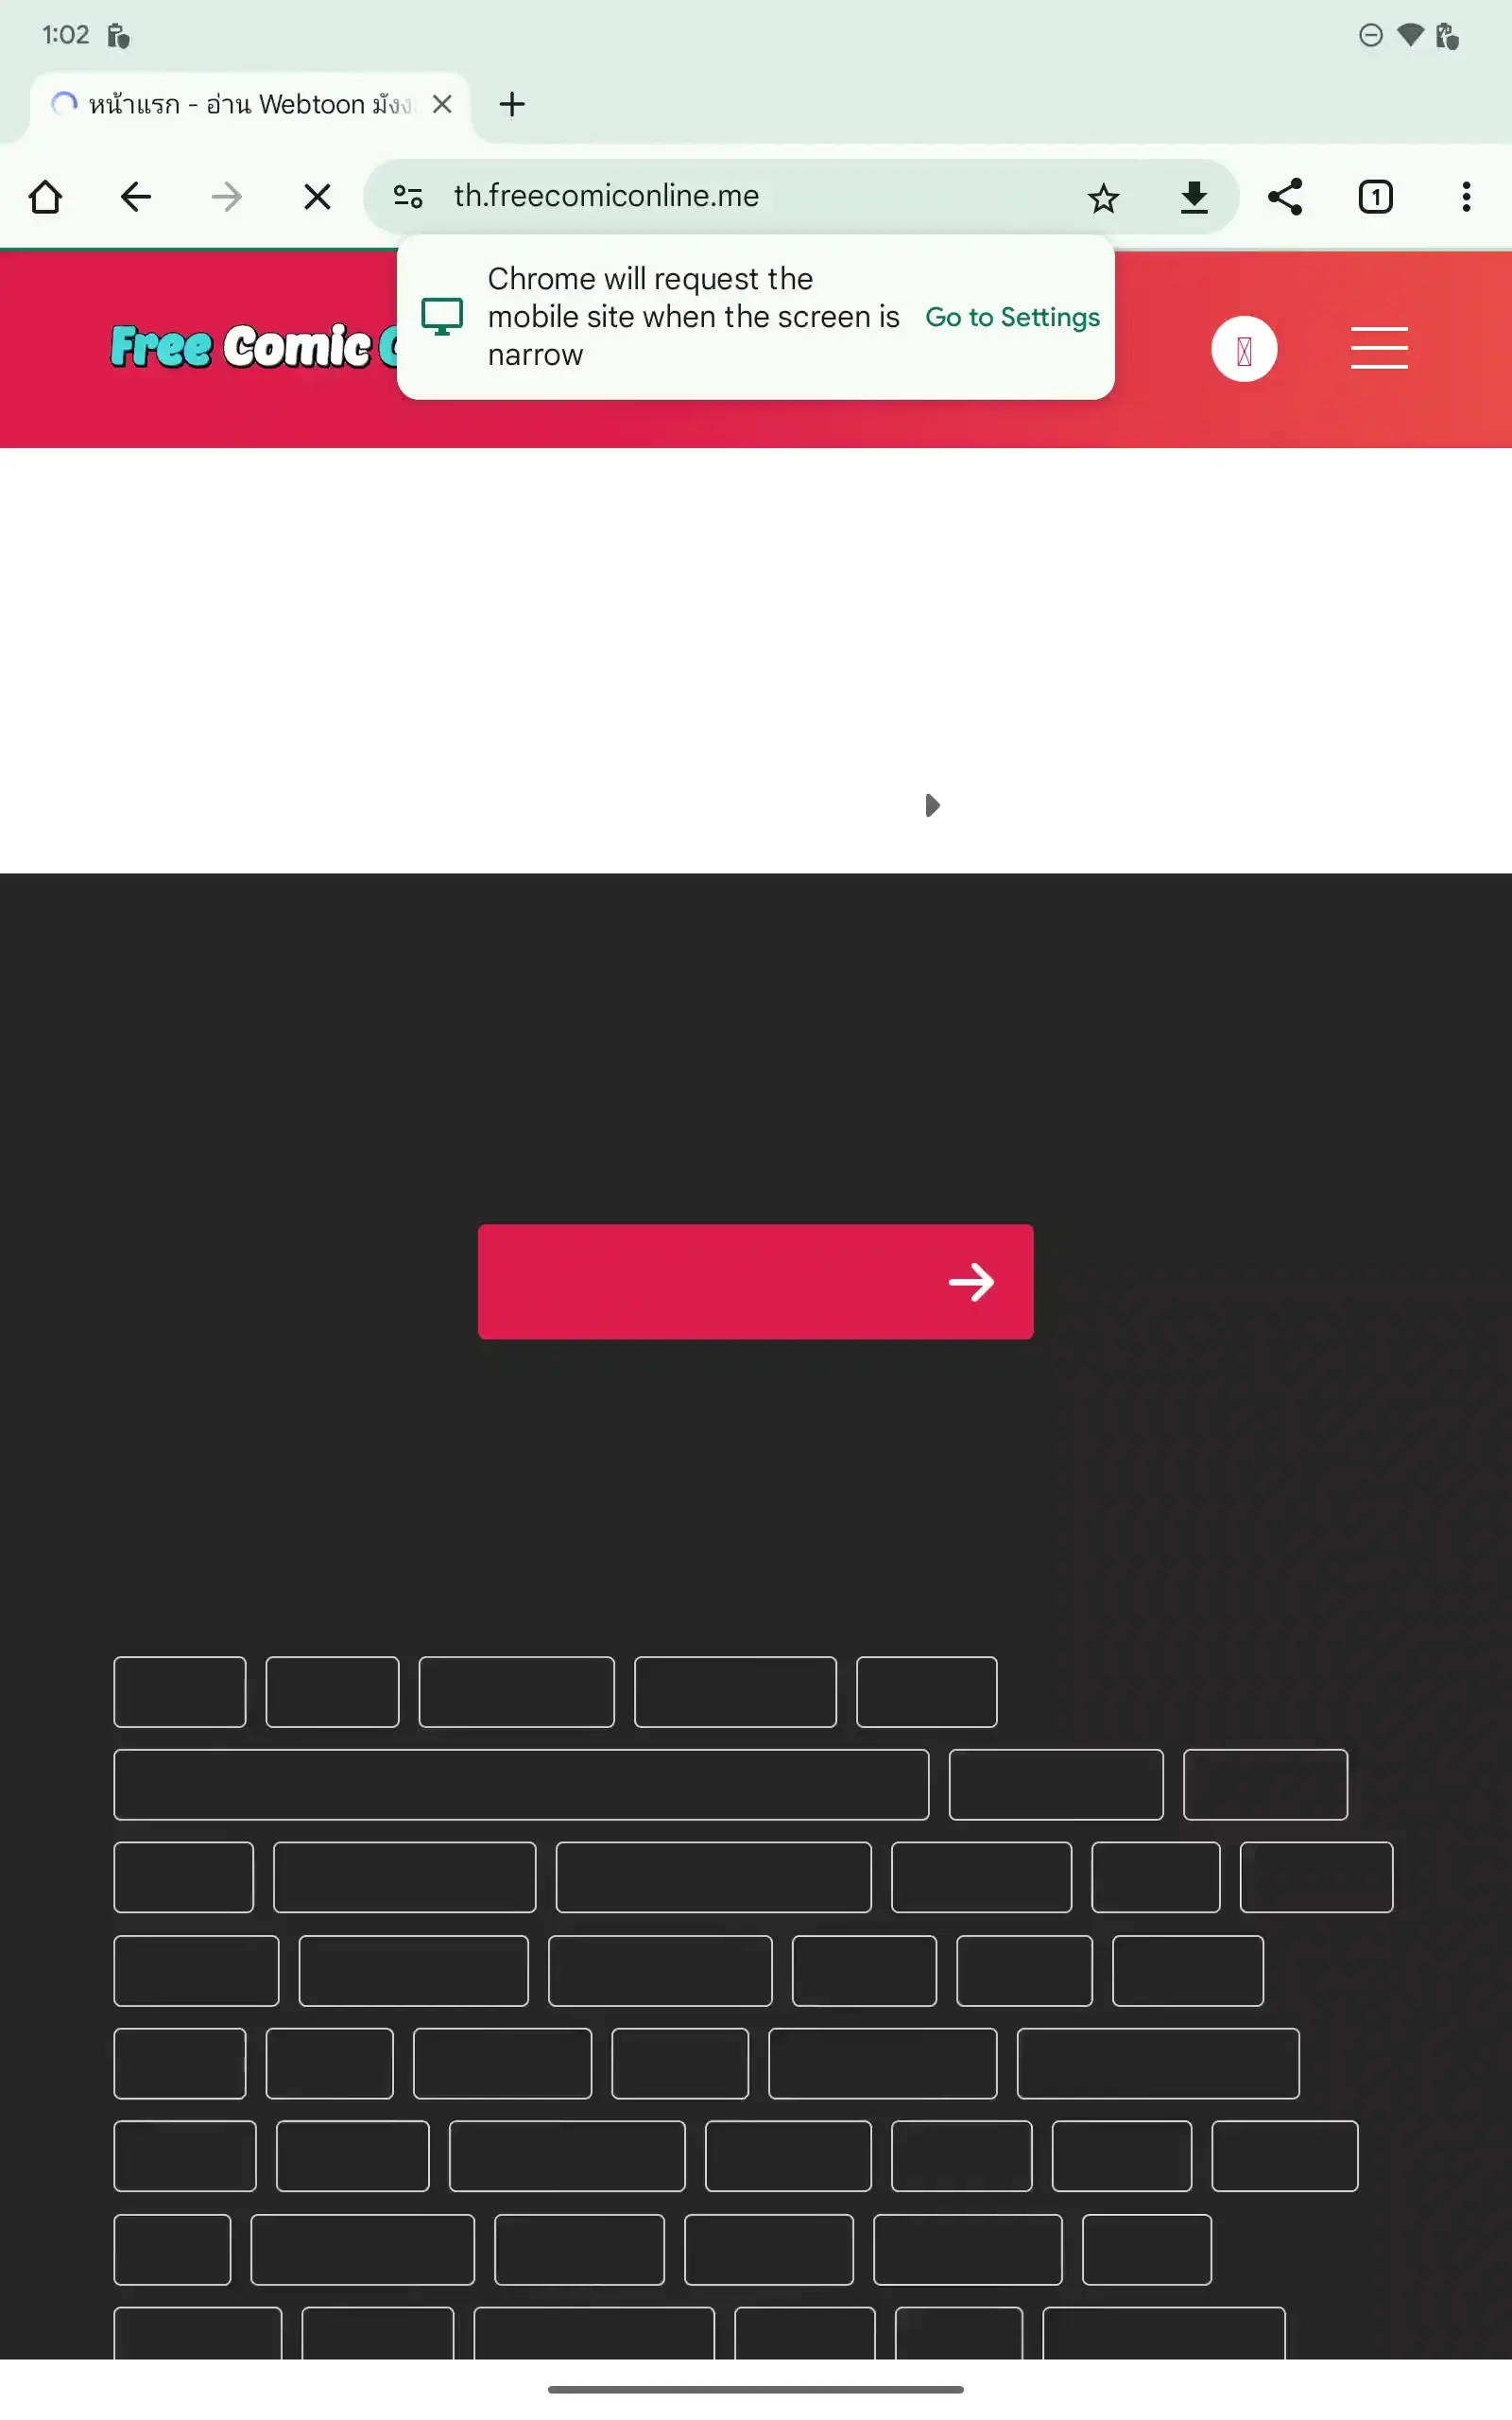 1:02
หน้าแรก - อ่าน Webtoon มังง
th.freecomiconline.me
1
Chrome will request the
mobile site when the screen is
narrow
Go to Settings
Free Comic